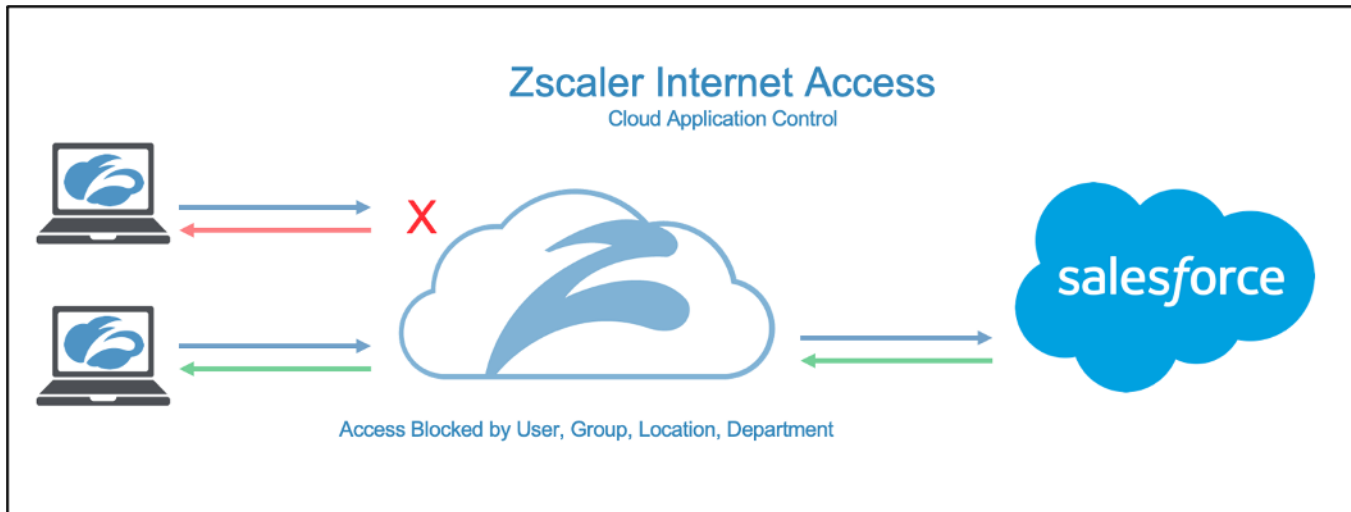 Zscaler Internet Access
Cloud Application Control
X
salesforce
Access Blocked by User, Group, Location, Department